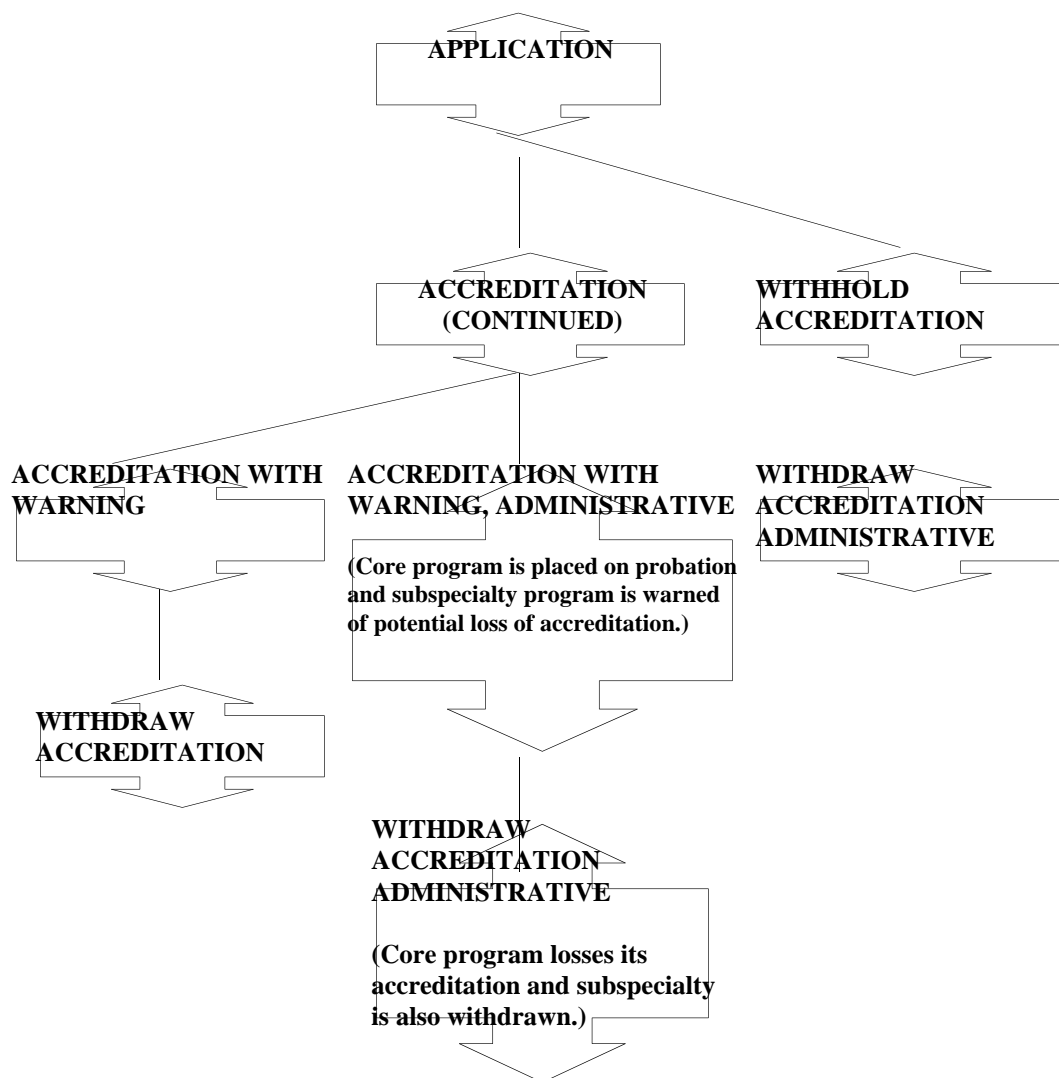 APPLICATION
ACCREDITATION
(CONTINUED)
WITHHOLD
ACCREDITATION
ACCREDITATION WITH
WARNING
ACCREDITATION WITH
WARNING, ADMINISTRATIVE
(Core program is placed on probation
and subspecialty program is warned
of potential loss of accreditation.)
WITHDRAW
ACCREDITATION
ADMINISTRATIVE
WITHDRAW
ACCREDITATION
WITHDRAW
ACCREDITATION
ADMINISTRATIVE
(Core program losses its
accreditation and subspecialty
is also withdrawn.)